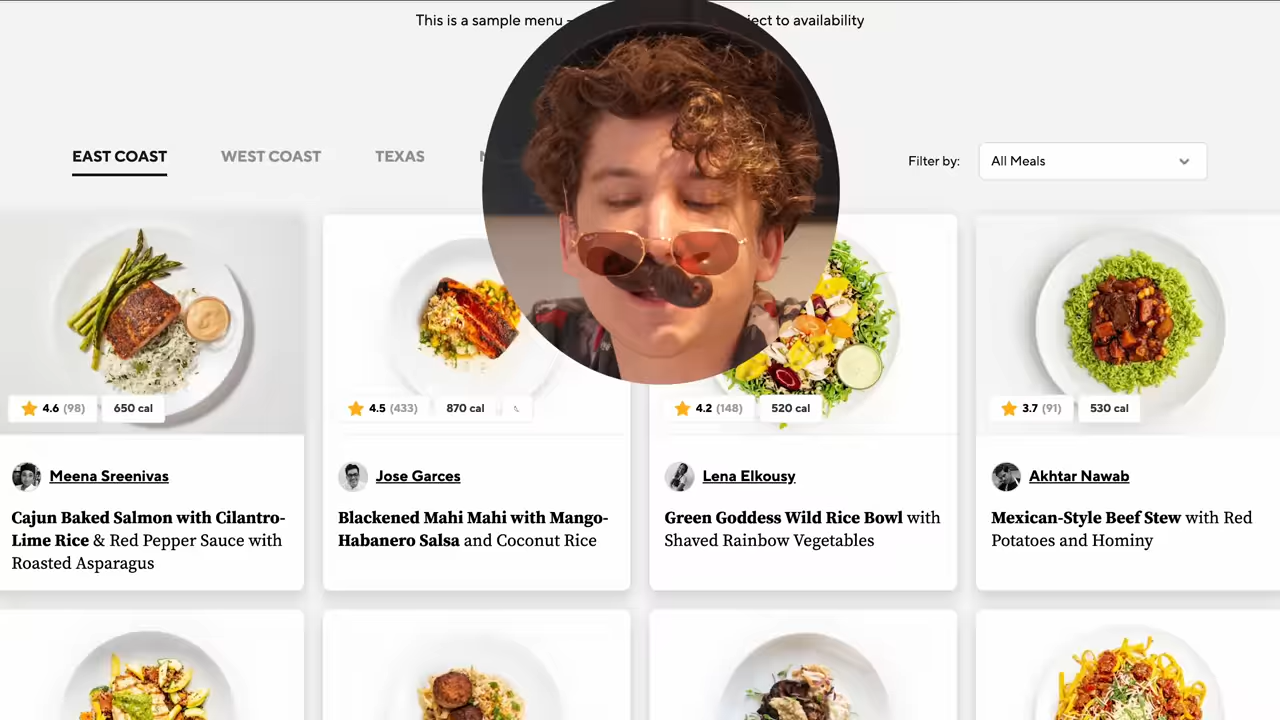 This is a sample menu
ject to availability
EAST COAST
WEST COAST
TEXAS
Filter by:
All Meals
4.6 (98)
650 cal
4.5 (433)
870 cal
4.2 (148)
520 cal
3.7 (91)
530 cal
Meena Sreenivas
Jose Garces
Lena Elkousy
Akhtar Nawab
Cajun Baked Salmon with Cilantro-
Lime Rice & Red Pepper Sauce with
Roasted Asparagus
Blackened Mahi Mahi with Mango-
Habanero Salsa and Coconut Rice
Green Goddess Wild Rice Bowl with
Shaved Rainbow Vegetables
Mexican-Style Beef Stew with Red
Potatoes and Hominy